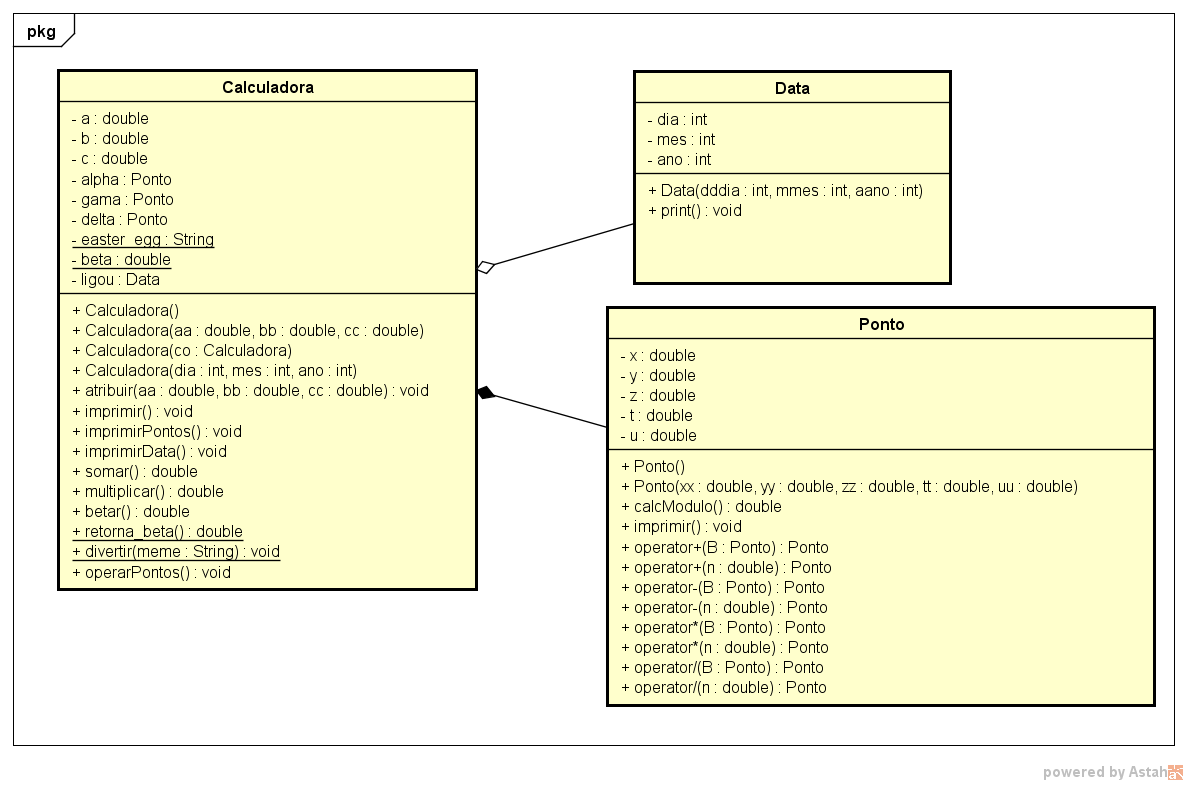 pkg
Calculadora
- a : double
- b : double
- c : double
- alpha : Ponto
- gama : Ponto
- delta : Ponto
- easter_egg : String
- beta : double
- ligou : Data
+ Calculadora()
+ Calculadora(aa : double, bb : double, cc : double)
+ Calculadora(co : Calculadora)
+ Calculadora(dia : int, mes : int, ano : int)
+ atribuir(aa : double, bb : double, cc : double) : void
+ imprimir() : void
+ imprimirPontos() : void
+ imprimirData() : void
+ somar() : double
+ multiplicar() : double
+ betar() : double
+ retorna_beta() : double
+ divertir(meme : String) : void
+ operarPontos() : void
Data
- dia : int
- mes : int
- ano : int
+ Data(dddia : int, mmes : int, aano : int)
+ print() : void
Ponto
- x : double
- y : double
- z : double
- t : double
- u : double
+ Ponto()
+ Ponto(xx : double, yy : double, zz : double, tt : double, uu : double)
+ calcModulo() : double
+ imprimir() : void
+ operator+(B : Ponto) : Ponto
+ operator+(n : double) : Ponto
+ operator-(B : Ponto) : Ponto
+ operator-(n : double) : Ponto
+ operator*(B : Ponto) : Ponto
+ operator*(n : double) : Ponto
+ operator/(B : Ponto) : Ponto
+ operator/(n : double) : Ponto
powered by Astah